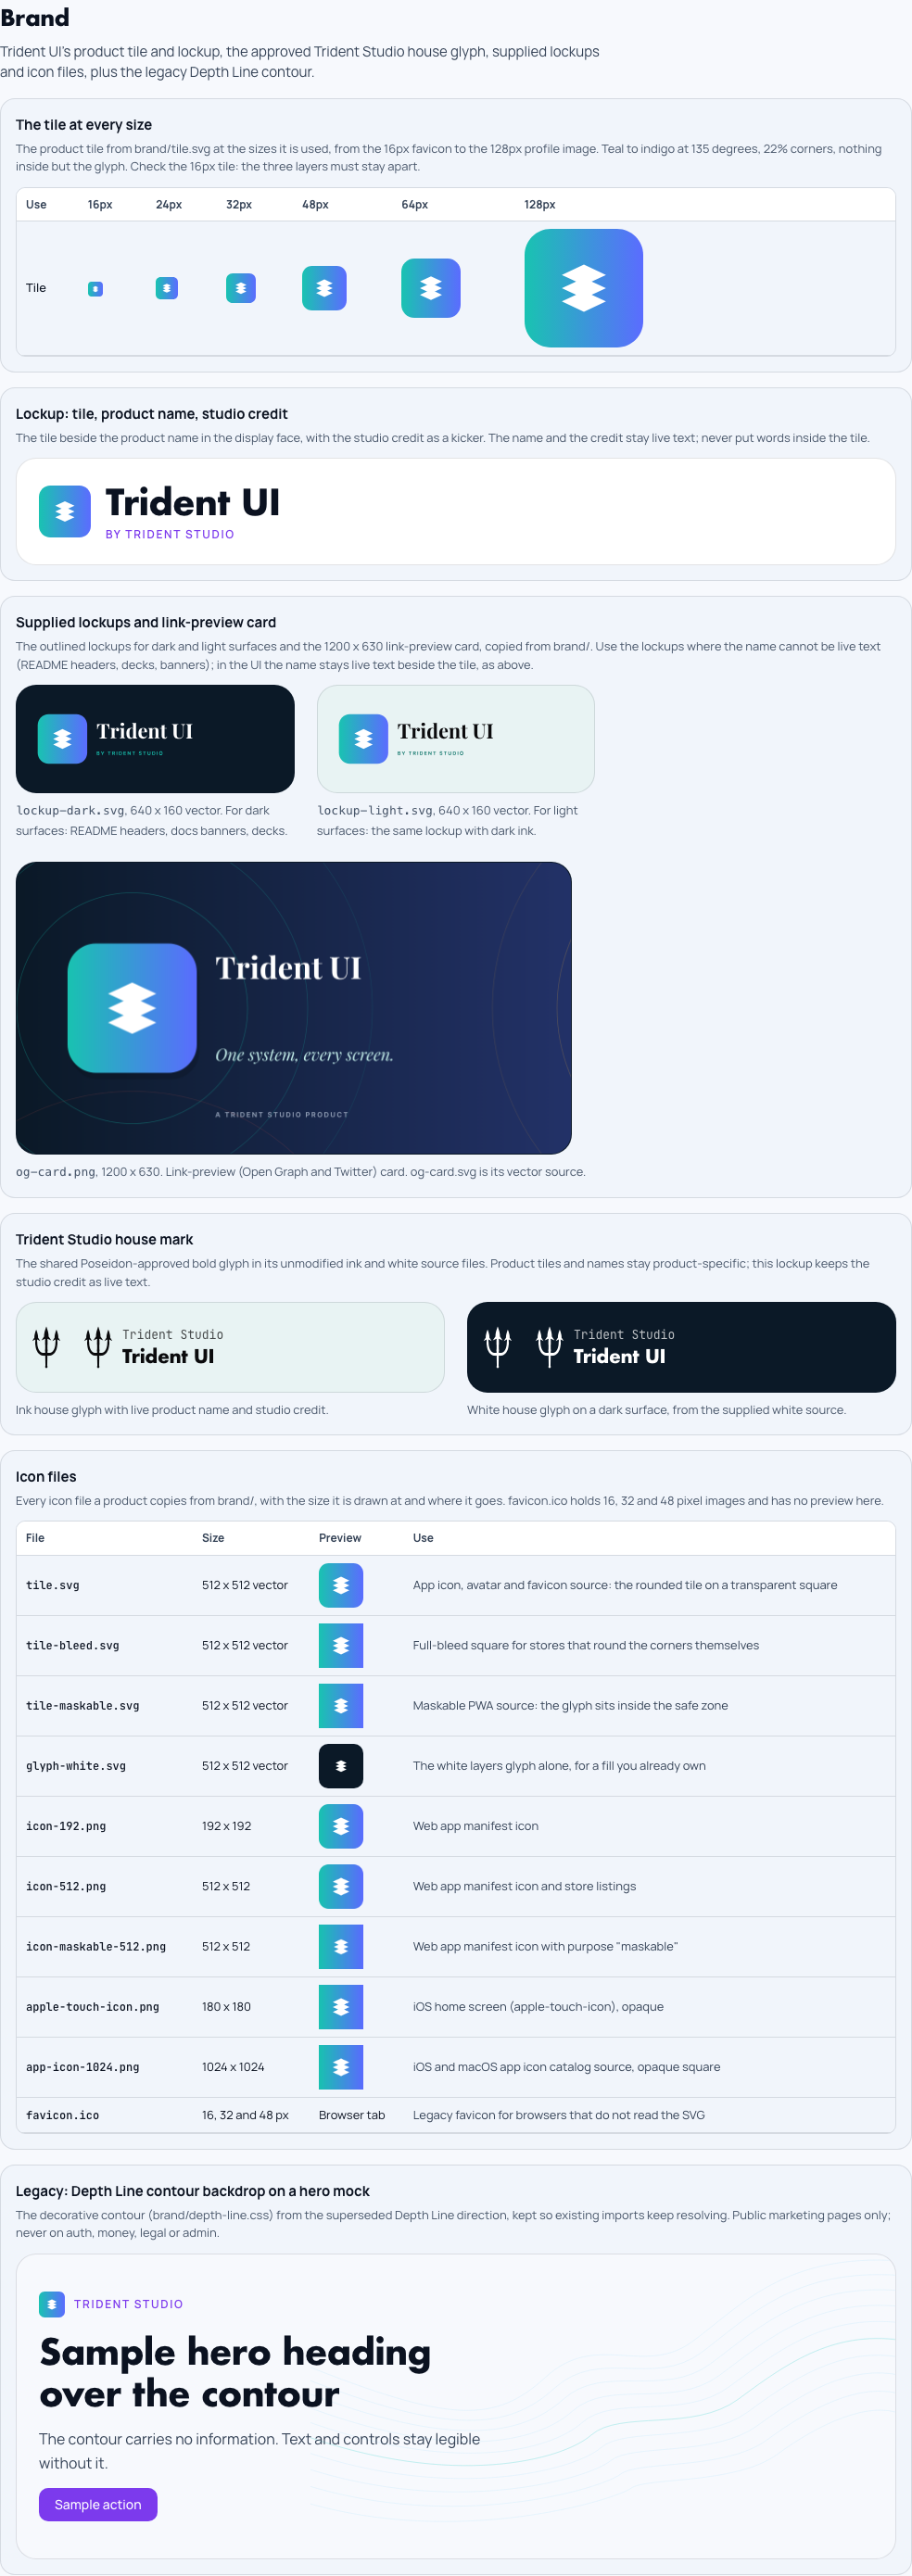 Brand
Trident UI's product tile and lockup, the approved Trident Studio house glyph, supplied lockups
and icon files, plus the legacy Depth Line contour.
The tile at every size
The product tile from brand/tile.svg at the sizes it is used, from the 16px favicon to the 128px profile image. Teal to indigo at 135 degrees, 22% corners, nothing
inside but the glyph. Check the 16px tile: the three layers must stay apart.
Use 16px 24px 32px 48px 64px 128px
Tile
Lockup: tile, product name, studio credit
The tile beside the product name in the display face, with the studio credit as a kicker. The name and the credit stay live text; never put words inside the tile.
Trident UI
BY TRIDENT STUDIO
Supplied lockups and link-preview card
The outlined lockups for dark and light surfaces and the 1200 x 630 link-preview card, copied from brand/. Use the lockups where the name cannot be live text
(README headers, decks, banners); in the UI the name stays live text beside the tile, as above.
Trident UI
BY TRIDENT STUDIO
Trident UI
BY TRIDENT STUDIO
lockup-dark.svg, 640 x 160 vector. For dark
surfaces: README headers, docs banners, decks.
lockup-light.svg, 640 x 160 vector. For light
surfaces: the same lockup with dark ink.
Trident UI
One system, every screen.
A TRIDENT STUDIO PRODUCT
og-card.png, 1200 x 630. Link-preview (Open Graph and Twitter) card. og-card.svg is its vector source.
Trident Studio house mark
The shared Poseidon-approved bold glyph in its unmodified ink and white source files. Product tiles and names stay product-specific; this lockup keeps the
studio credit as live text.
Trident Studio
Trident UI
Trident Studio
Trident UI
Ink house glyph with live product name and studio credit.
White house glyph on a dark surface, from the supplied white source.
Icon files
Every icon file a product copies from brand/, with the size it is drawn at and where it goes. favicon.ico holds 16, 32 and 48 pixel images and has no preview here.
File Size Preview Use
tile.svg 512 x 512 vector App icon, avatar and favicon source: the rounded tile on a transparent square
tile-bleed.svg 512 x 512 vector Full-bleed square for stores that round the corners themselves
tile-maskable.svg 512 x 512 vector Maskable PWA source: the glyph sits inside the safe zone
glyph-white.svg 512 x 512 vector The white layers glyph alone, for a fill you already own
icon-192.png 192 x 192 Web app manifest icon
icon-512.png 512 x 512 Web app manifest icon and store listings
icon-maskable-512.png 512 x 512 Web app manifest icon with purpose "maskable"
apple-touch-icon.png 180 x 180 iOS home screen (apple-touch-icon), opaque
app-icon-1024.png 1024 x 1024 iOS and macOS app icon catalog source, opaque square
favicon.ico 16, 32 and 48 px Browser tab Legacy favicon for browsers that do not read the SVG
Legacy: Depth Line contour backdrop on a hero mock
The decorative contour (brand/depth-line.css) from the superseded Depth Line direction, kept so existing imports keep resolving. Public marketing pages only;
never on auth, money, legal or admin.
TRIDENT STUDIO
Sample hero heading
over the contour
The contour carries no information. Text and controls stay legible
without it.
Sample action